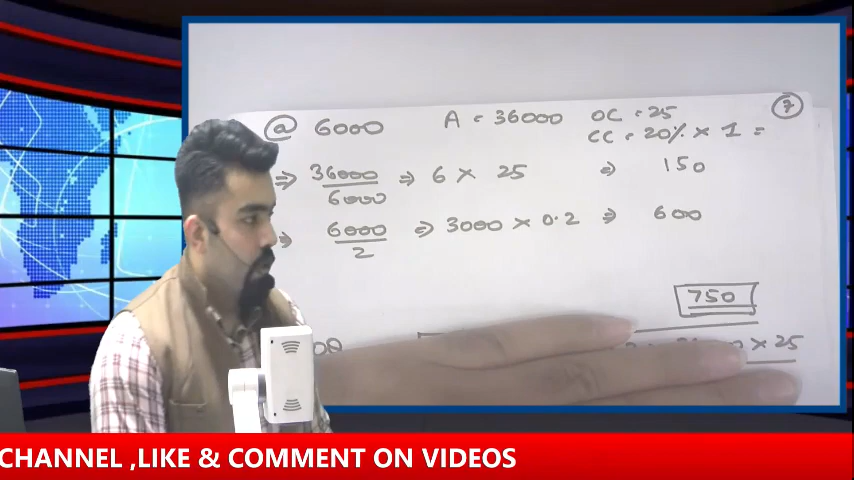 ⓐ 6000 A = 36000 OC = 25 ⑦
CC = 20% × 1 =
⇒ 36000/6000 ⇒ 6 × 25 ⇒ 150
⇒ 6000/2 ⇒ 3000 × 0.2 ⇒ 600
750
× 25
CHANNEL ,LIKE & COMMENT ON VIDEOS